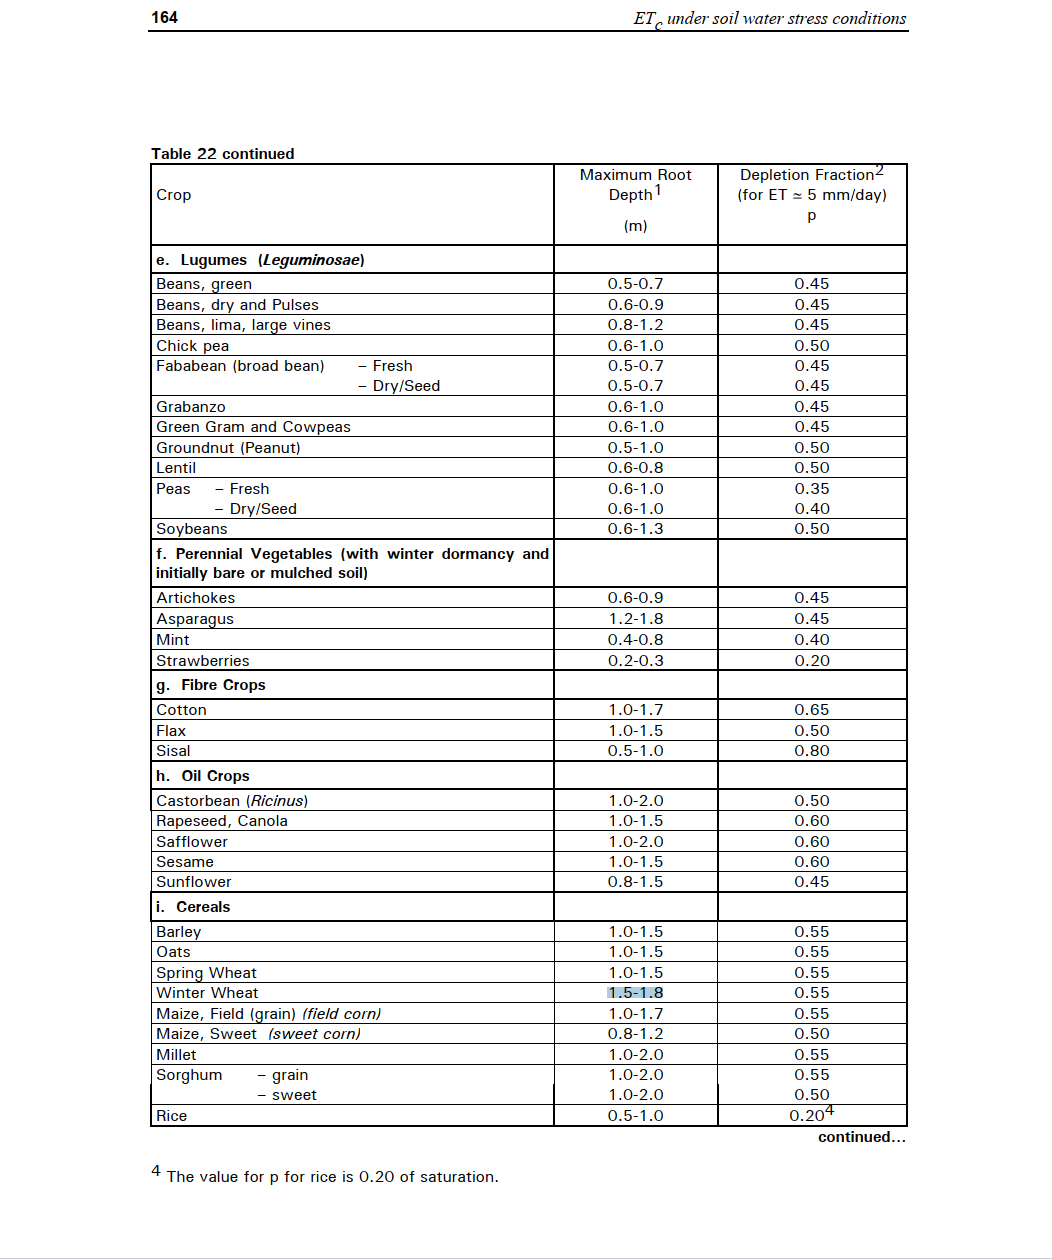 164 ETc under soil water stress conditions
Table 22 continued
Crop Maximum Root Depth1 (m) Depletion Fraction2 (for ET ≃ 5 mm/day) p
e. Lugumes (Leguminosae)
Beans, green 0.5-0.7 0.45
Beans, dry and Pulses 0.6-0.9 0.45
Beans, lima, large vines 0.8-1.2 0.45
Chick pea 0.6-1.0 0.50
Fababean (broad bean) – Fresh 0.5-0.7 0.45
– Dry/Seed 0.5-0.7 0.45
Grabanzo 0.6-1.0 0.45
Green Gram and Cowpeas 0.6-1.0 0.45
Groundnut (Peanut) 0.5-1.0 0.50
Lentil 0.6-0.8 0.50
Peas – Fresh 0.6-1.0 0.35
– Dry/Seed 0.6-1.0 0.40
Soybeans 0.6-1.3 0.50
f. Perennial Vegetables (with winter dormancy and
initially bare or mulched soil)
Artichokes 0.6-0.9 0.45
Asparagus 1.2-1.8 0.45
Mint 0.4-0.8 0.40
Strawberries 0.2-0.3 0.20
g. Fibre Crops
Cotton 1.0-1.7 0.65
Flax 1.0-1.5 0.50
Sisal 0.5-1.0 0.80
h. Oil Crops
Castorbean (Ricinus) 1.0-2.0 0.50
Rapeseed, Canola 1.0-1.5 0.60
Safflower 1.0-2.0 0.60
Sesame 1.0-1.5 0.60
Sunflower 0.8-1.5 0.45
i. Cereals
Barley 1.0-1.5 0.55
Oats 1.0-1.5 0.55
Spring Wheat 1.0-1.5 0.55
Winter Wheat 1.5-1.8 0.55
Maize, Field (grain) (field corn) 1.0-1.7 0.55
Maize, Sweet (sweet corn) 0.8-1.2 0.50
Millet 1.0-2.0 0.55
Sorghum – grain 1.0-2.0 0.55
– sweet 1.0-2.0 0.50
Rice 0.5-1.0 0.204
continued...
4 The value for p for rice is 0.20 of saturation.